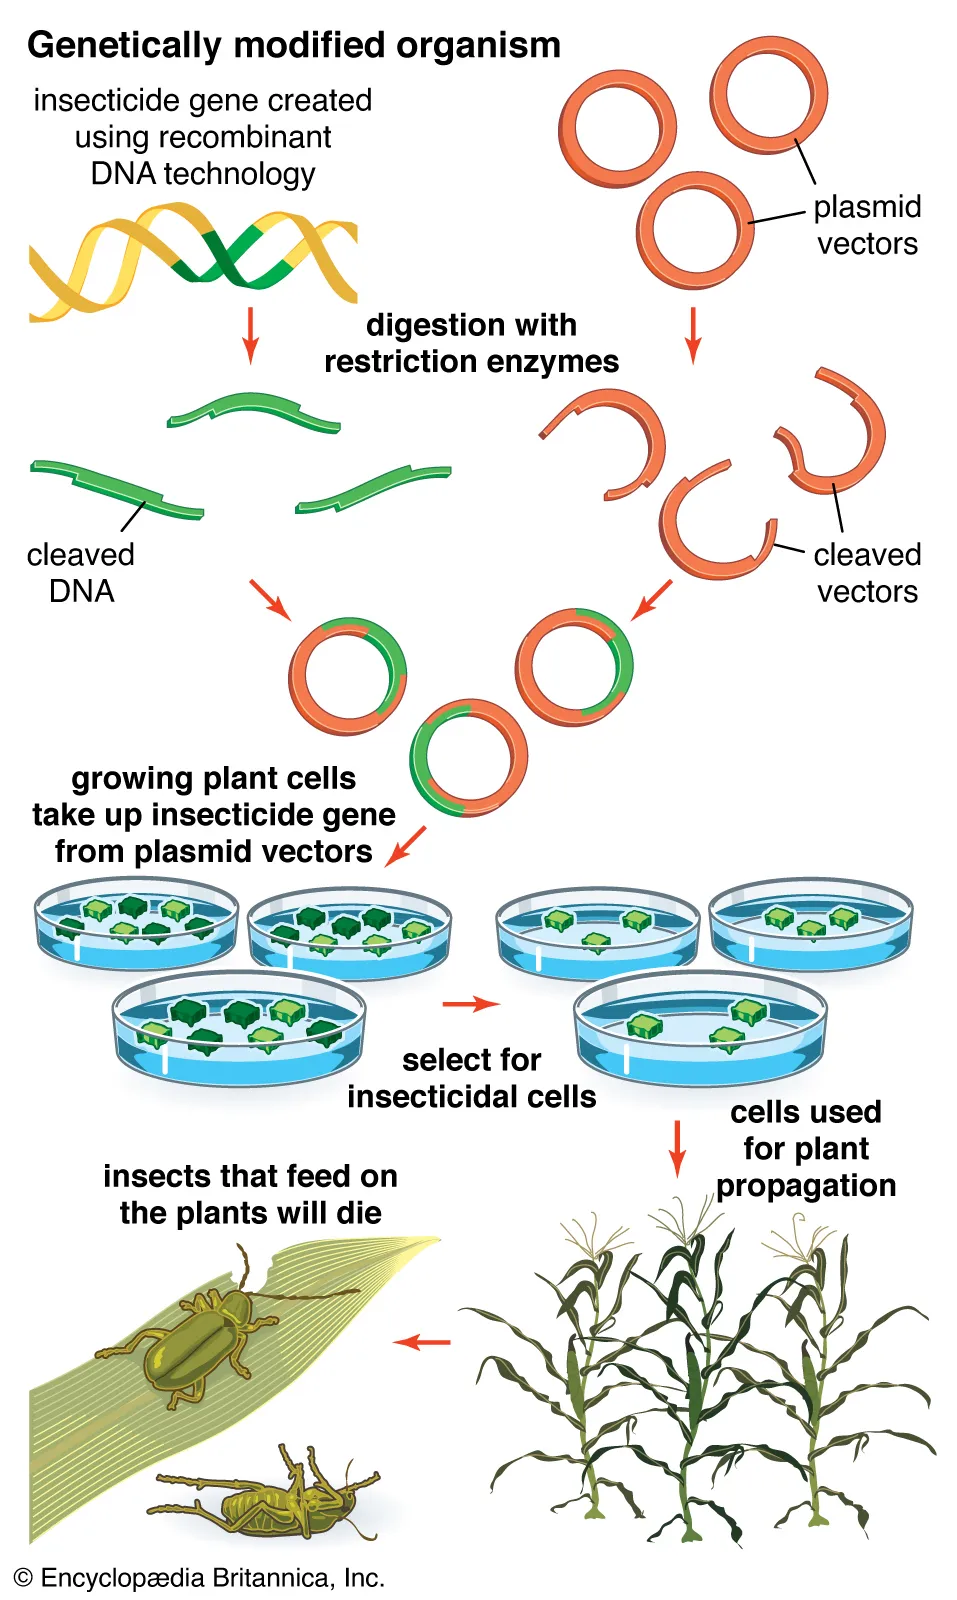 Genetically modified organism
insecticide gene created
using recombinant
DNA technology
plasmid
vectors
digestion with
restriction enzymes
cleaved
DNA
cleaved
vectors
growing plant cells
take up insecticide gene
from plasmid vectors
select for
insecticidal cells
cells used
for plant
propagation
insects that feed on
the plants will die
© Encyclopædia Britannica, Inc.